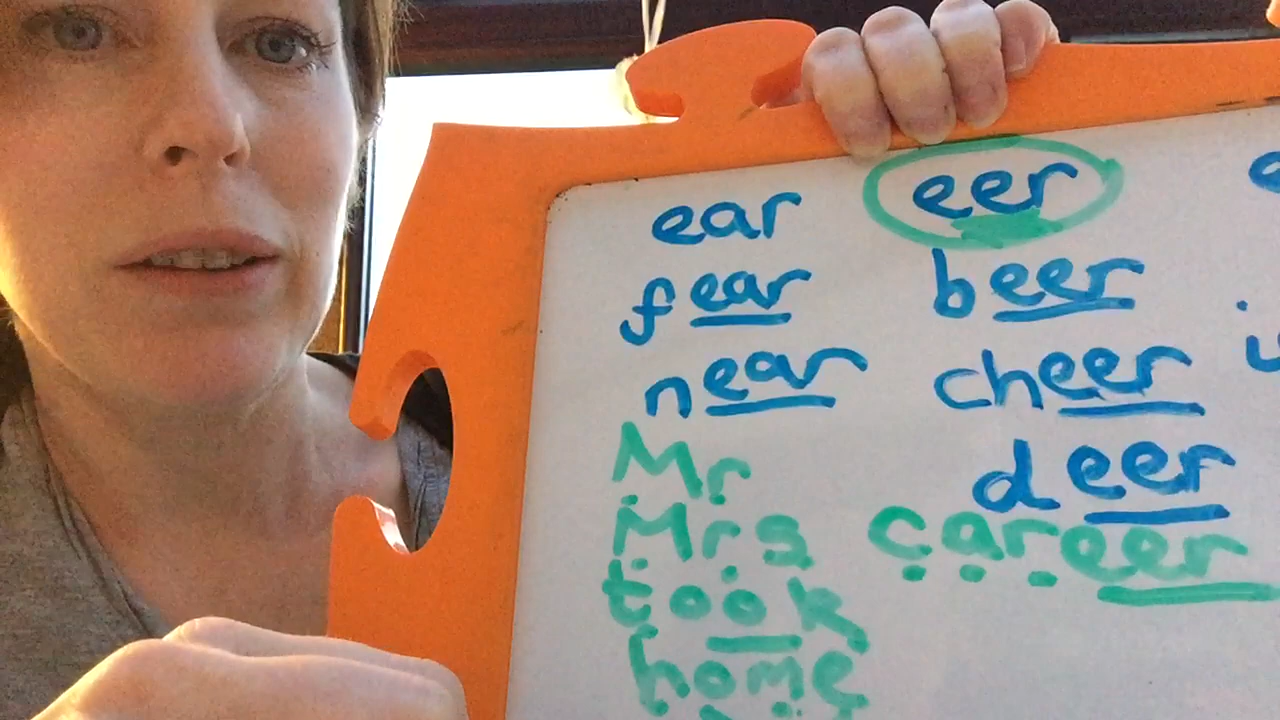 ear eer
fear beer
near cheer
Mr deer
Mrs career
took
home